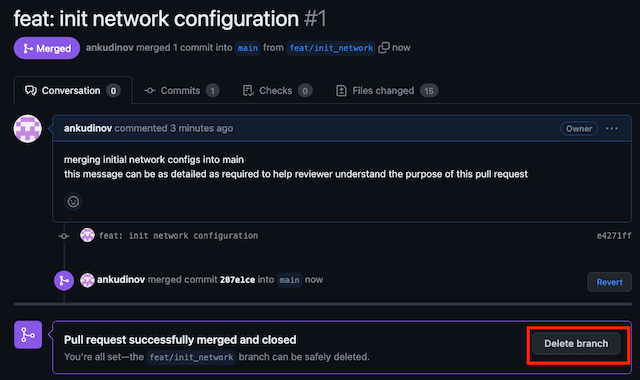 feat: init network configuration #1
Merged ankudinov merged 1 commit into main from feat/init_network now
Conversation 0 Commits 1 Checks 0 Files changed 15
ankudinov commented 3 minutes ago Owner ...
merging initial network configs into main
this message can be as detailed as required to help reviewer understand the purpose of this pull request
feat: init network configuration e4271ff
ankudinov merged commit 207e1ce into main now Revert
Pull request successfully merged and closed
You're all set—the feat/init_network branch can be safely deleted.
Delete branch